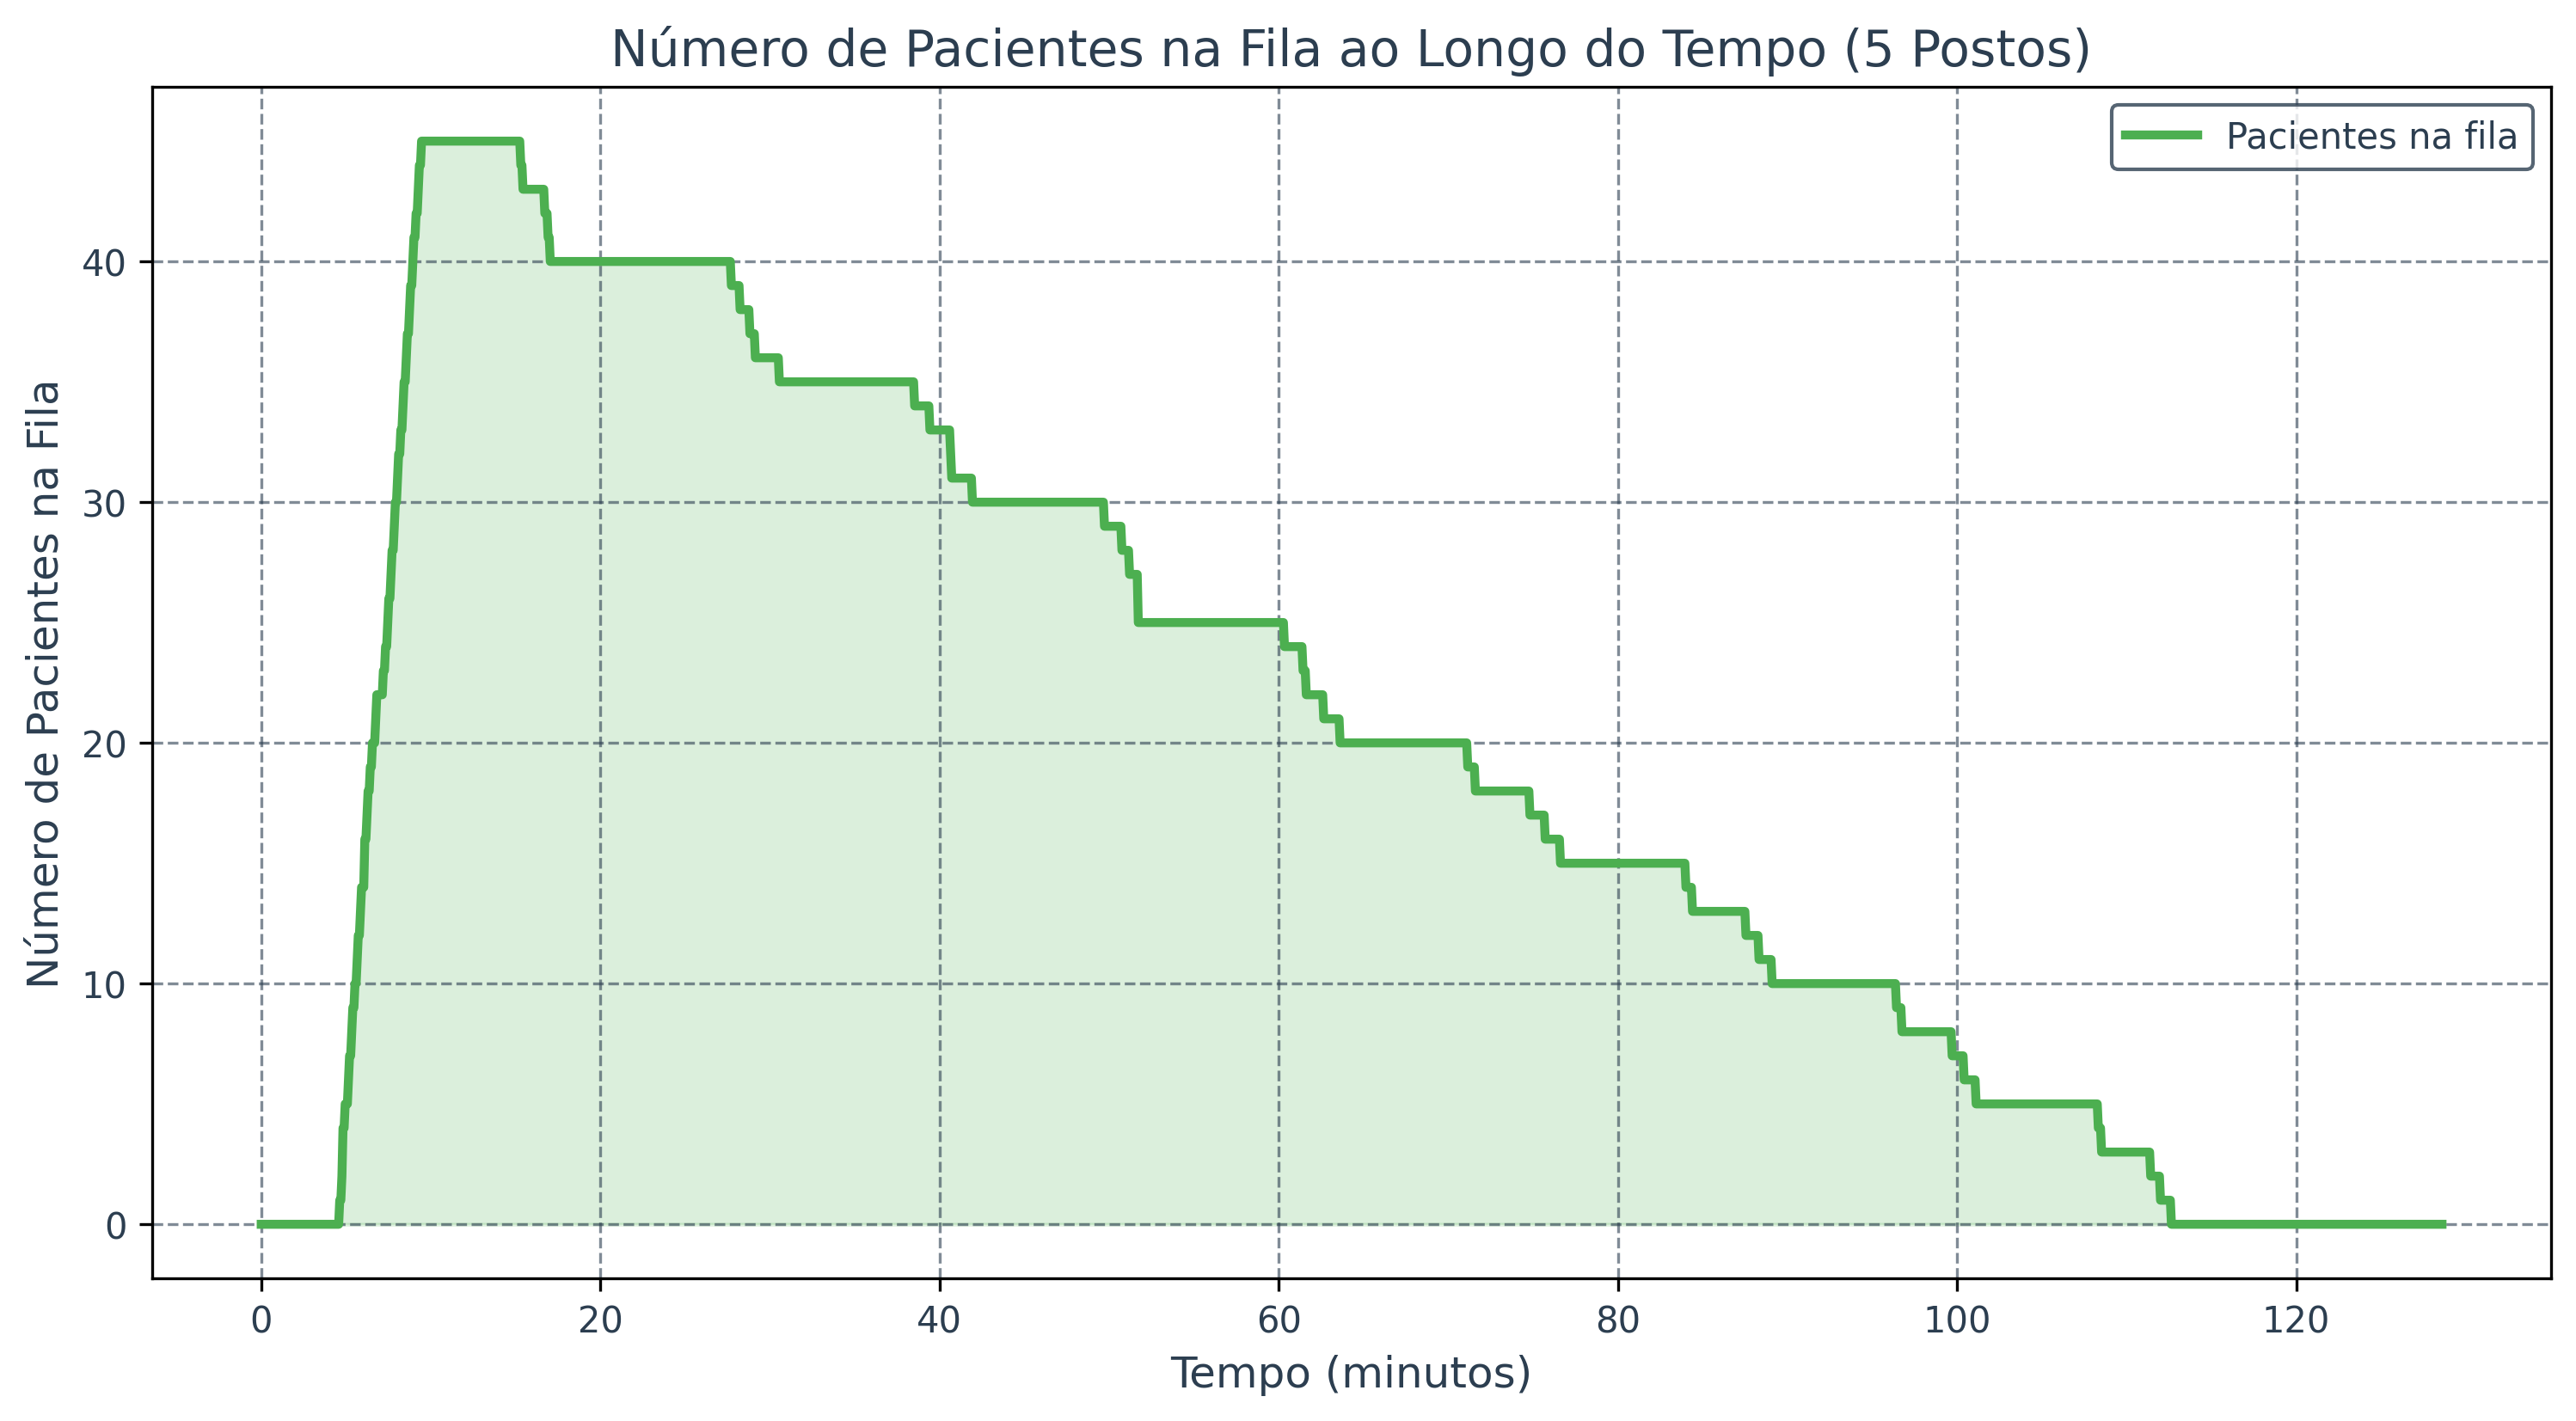 Número de Pacientes na Fila ao Longo do Tempo (5 Postos)
Pacientes na fila
Número de Pacientes na Fila
40
30
20
10
0
0 20 40 60 80 100 120
Tempo (minutos)